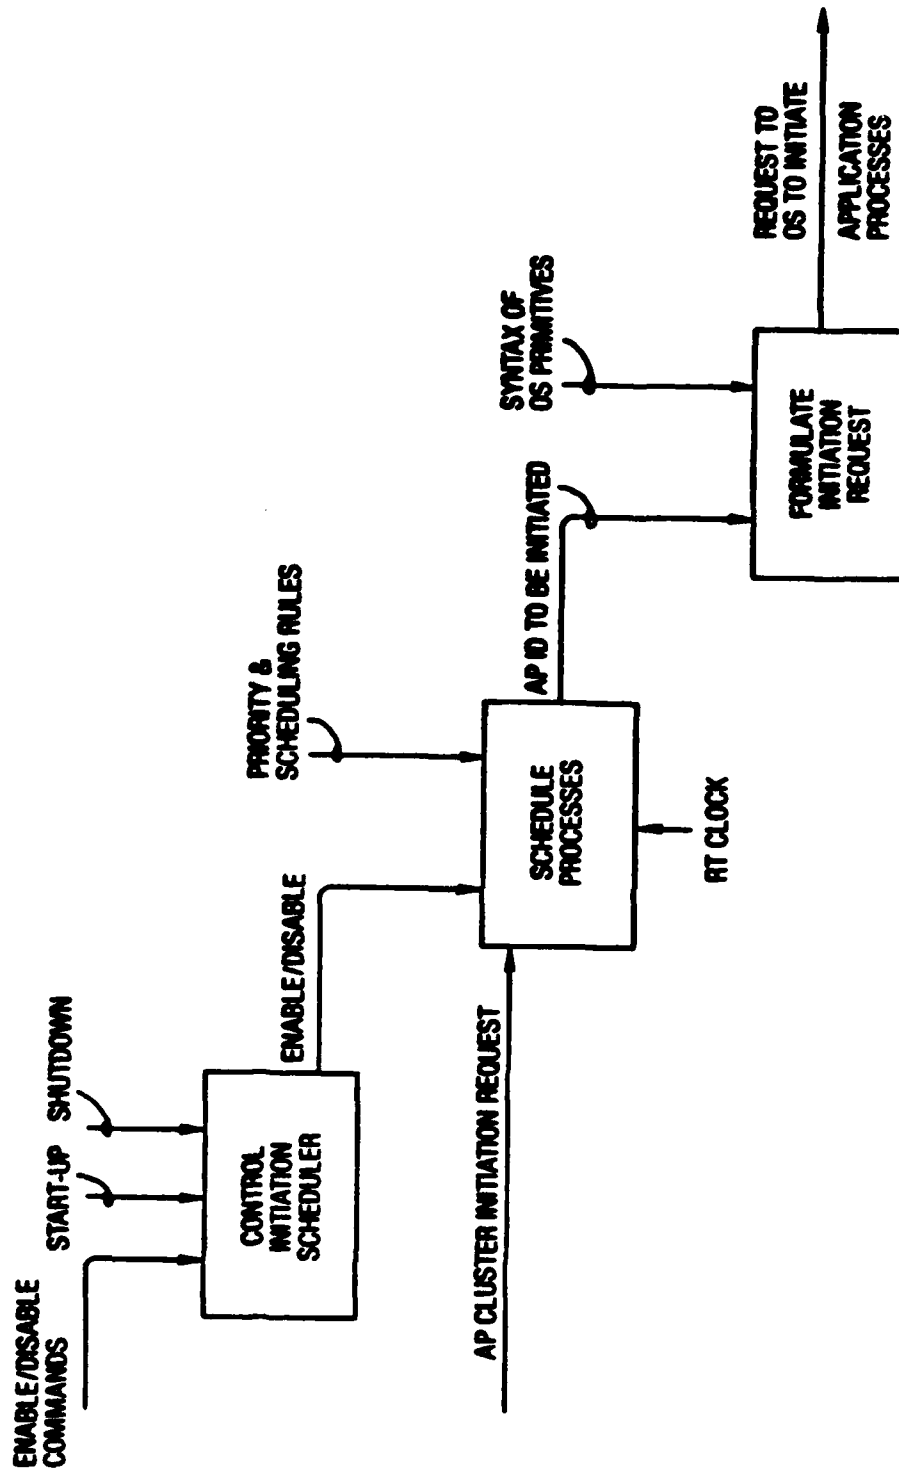 ENABLE/DISABLE
COMMANDS
START-UP
SHUTDOWN
CONTROL
INITIATION
SCHEDULER
ENABLE/DISABLE
PRIORITY &
SCHEDULING RULES
AP CLUSTER INITIATION REQUEST
SCHEDULE
PROCESSES
RT CLOCK
AP ID TO BE INITIATED
SYNTAX OF
OS PRIMITIVES
FORMULATE
INITIATION
REQUEST
REQUEST TO
OS TO INITIATE
APPLICATION
PROCESSES